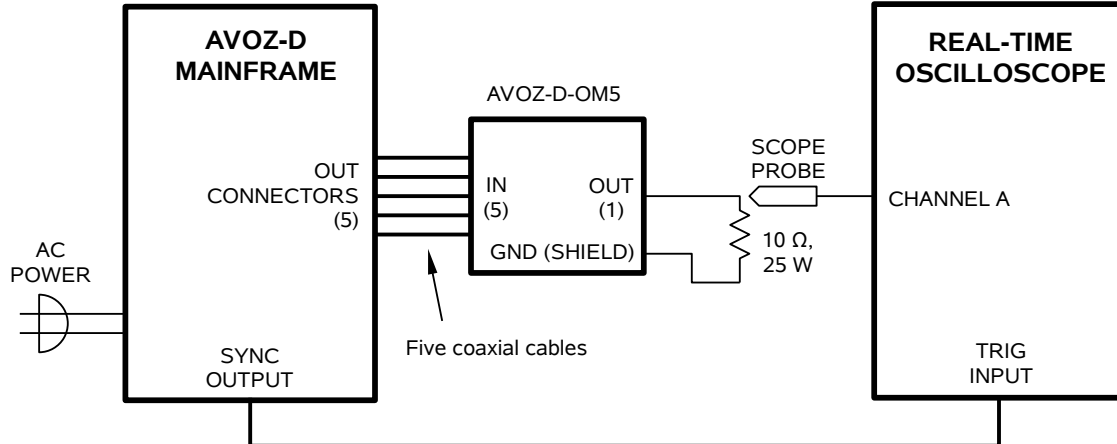 AVOZ-D
MAINFRAME
OUT
CONNECTORS
(5)
AC
POWER
SYNC
OUTPUT
AVOZ-D-OM5
IN
(5)
OUT
(1)
GND (SHIELD)
Five coaxial cables
SCOPE
PROBE
10 Ω,
25 W
REAL-TIME
OSCILLOSCOPE
CHANNEL A
TRIG
INPUT